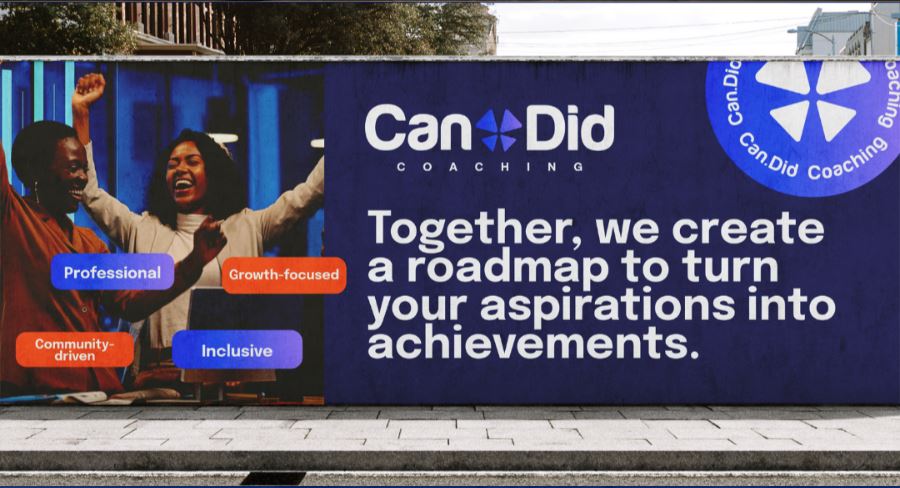 Can Did
COACHING
Together, we create
a roadmap to turn
your aspirations into
achievements.
Professional
Growth-focused
Community-
driven
Inclusive
Can.Did
Can.Did Coaching
oaching